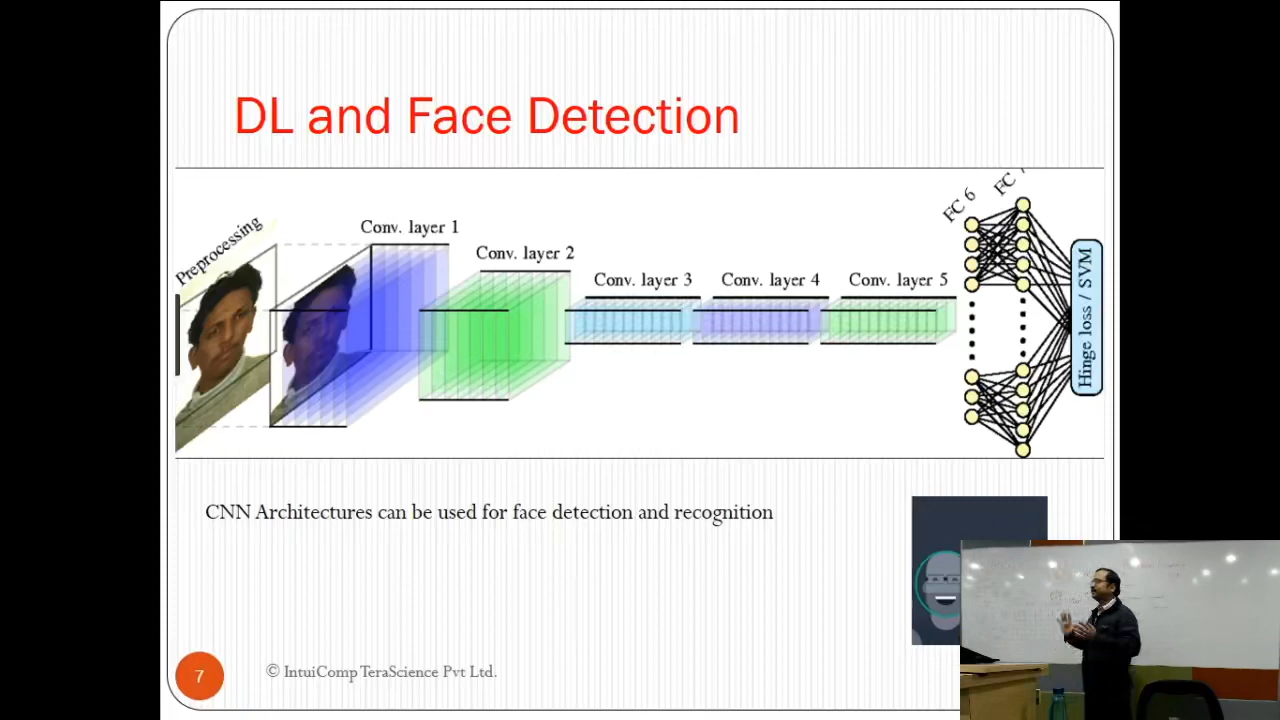 DL and Face Detection
Preprocessing
Conv. layer 1
Conv. layer 2
Conv. layer 3
Conv. layer 4
Conv. layer 5
FC 6
FC
Hinge loss / SVM
CNN Architectures can be used for face detection and recognition
7
© IntuiComp TeraScience Pvt Ltd.